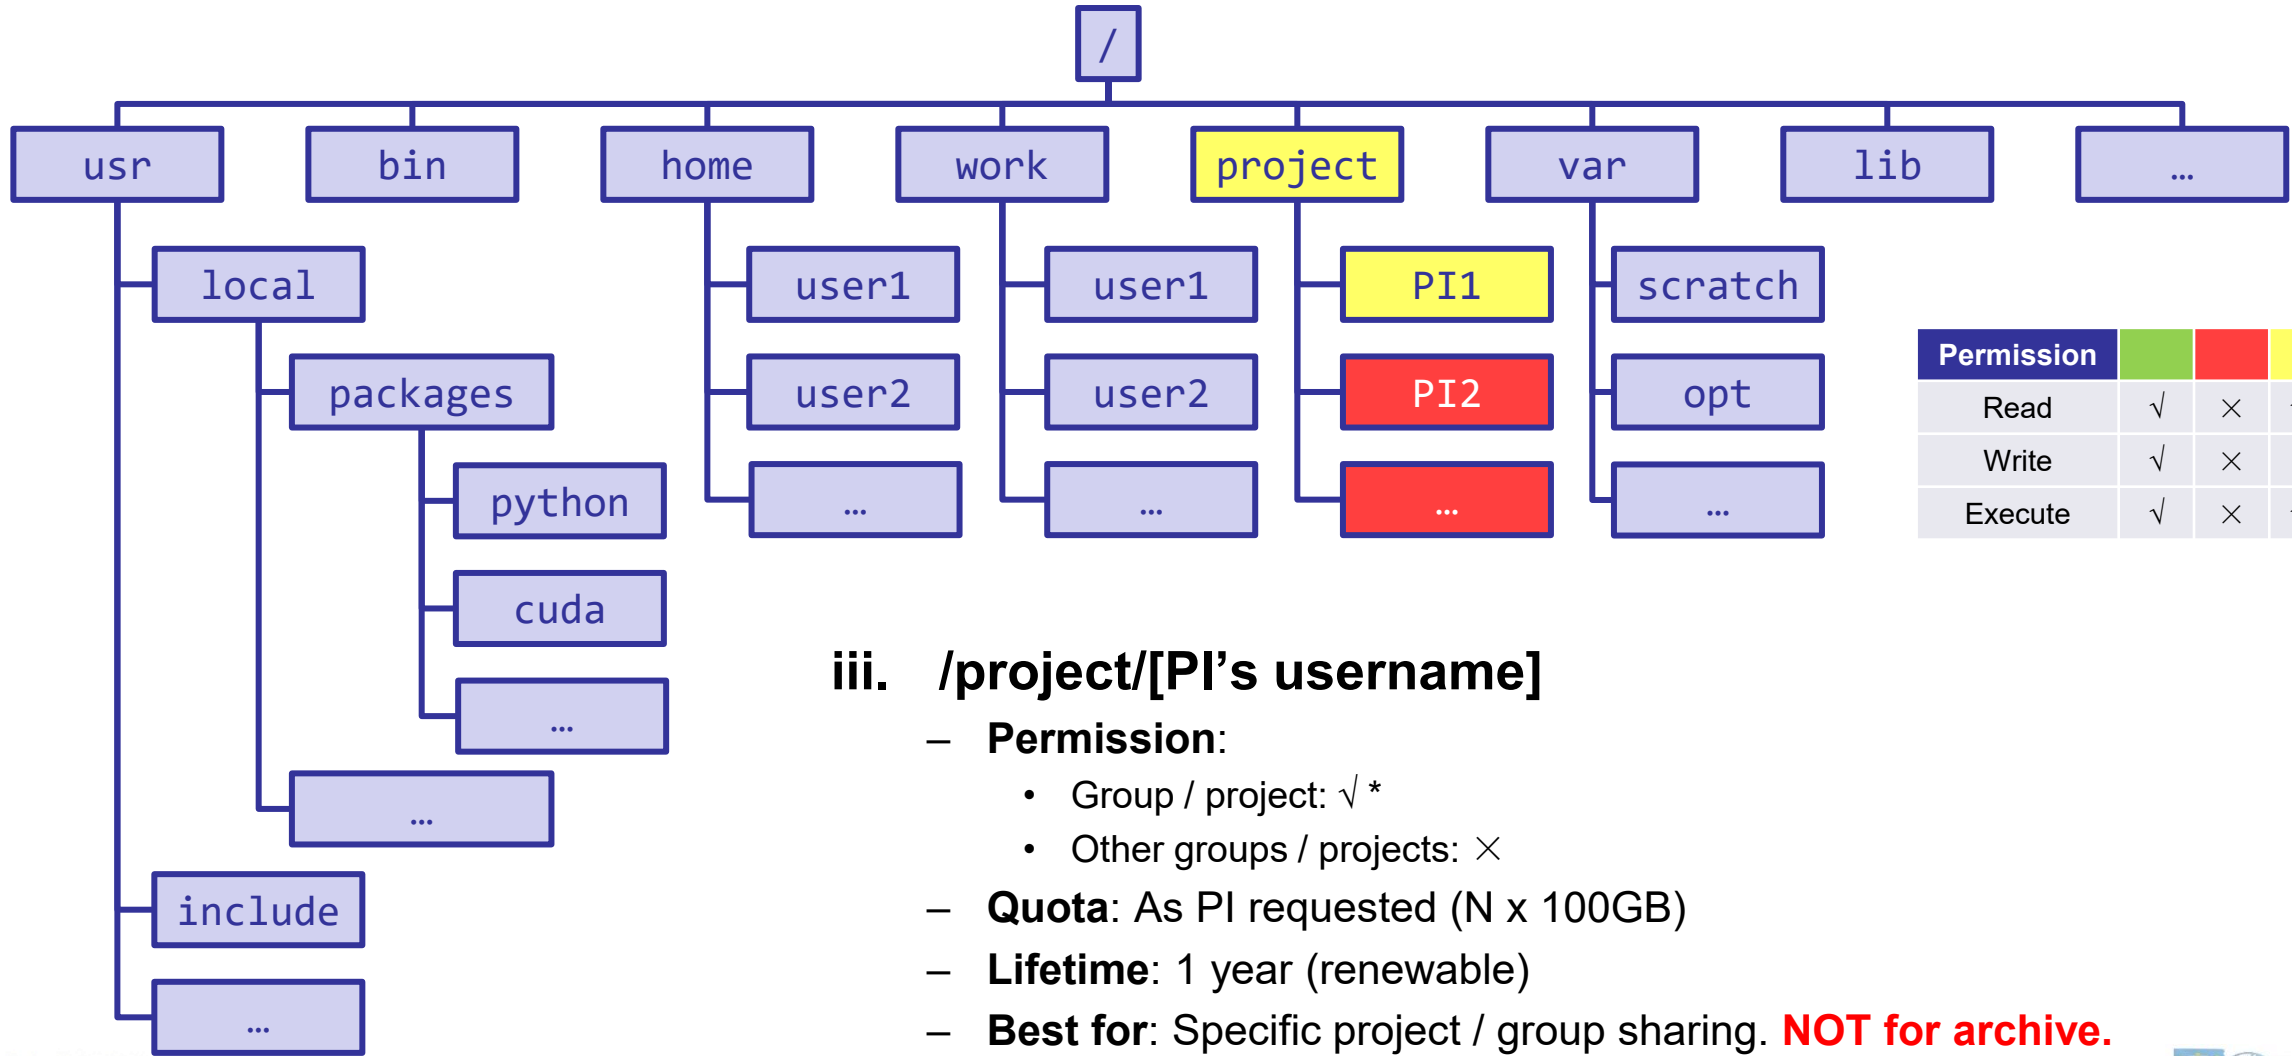 /
usr bin home work project var lib …
local user1 user1 PI1 scratch
packages user2 user2 PI2 opt
python … … … …
cuda
…
…
include
…
Permission
Read √ ×
Write √ ×
Execute √ ×
iii. /project/[PI’s username]
– Permission:
• Group / project: √ *
• Other groups / projects: ×
– Quota: As PI requested (N x 100GB)
– Lifetime: 1 year (renewable)
– Best for: Specific project / group sharing. NOT for archive.